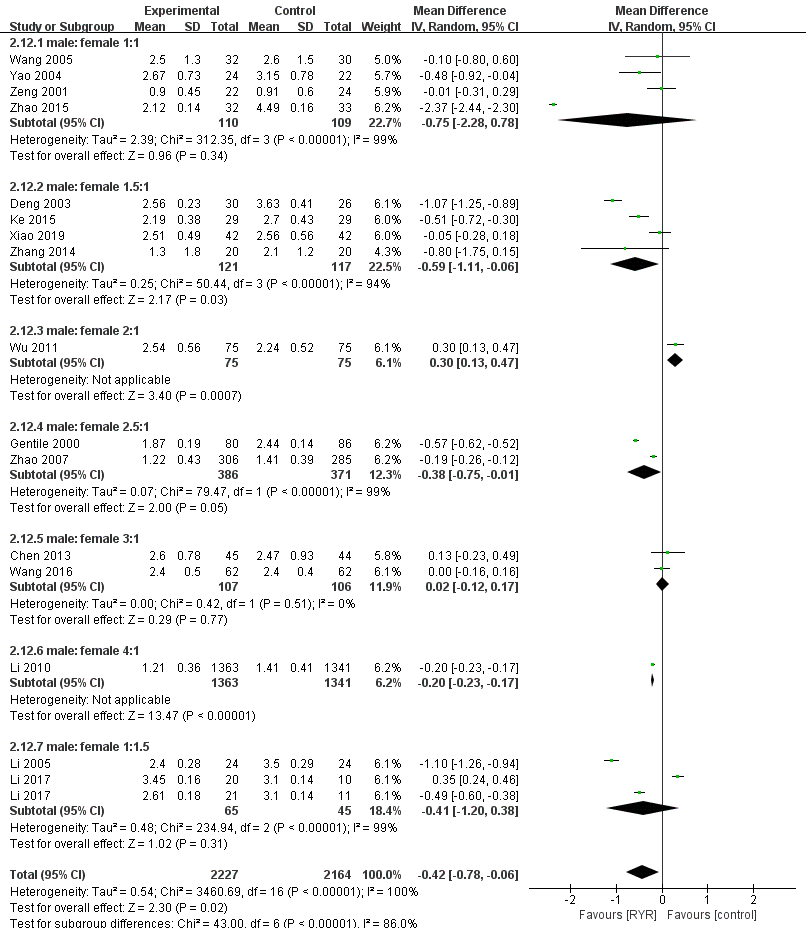 Experimental Control Mean Difference Mean Difference
Study or Subgroup Mean SD Total Mean SD Total Weight IV, Random, 95% CI IV, Random, 95% CI
2.12.1 male: female 1:1
Wang 2005 2.5 1.3 32 2.6 1.5 30 5.0% -0.10 [-0.80, 0.60]
Yao 2004 2.67 0.73 24 3.15 0.78 22 5.6% -0.48 [-0.92, -0.04]
Zeng 2001 0.9 0.45 22 0.91 0.6 24 5.9% -0.01 [-0.31, 0.29]
Zhao 2015 2.12 0.14 32 4.49 0.16 33 6.2% -2.37 [-2.44, -2.30]
Subtotal (95% CI) 110 109 22.7% -0.75 [-2.28, 0.78]
Heterogeneity: Tau² = 2.39; Chi² = 312.35, df = 3 (P < 0.00001); I² = 99%
Test for overall effect: Z = 0.96 (P = 0.34)
2.12.2 male: female 1.5:1
Deng 2003 2.56 0.23 30 3.63 0.41 26 6.1% -1.07 [-1.25, -0.89]
Ke 2015 2.19 0.38 29 2.7 0.43 29 6.1% -0.51 [-0.72, -0.30]
Xiao 2019 2.51 0.49 42 2.56 0.56 42 6.1% -0.05 [-0.28, 0.18]
Zhang 2014 1.3 1.8 20 2.1 1.2 20 4.3% -0.80 [-1.75, 0.15]
Subtotal (95% CI) 121 117 22.5% -0.59 [-1.11, -0.06]
Heterogeneity: Tau² = 0.25; Chi² = 50.44, df = 3 (P < 0.00001); I² = 94%
Test for overall effect: Z = 2.17 (P = 0.03)
2.12.3 male: female 2:1
Wu 2011 2.54 0.56 75 2.24 0.52 75 6.1% 0.30 [0.13, 0.47]
Subtotal (95% CI) 75 75 6.1% 0.30 [0.13, 0.47]
Heterogeneity: Not applicable
Test for overall effect: Z = 3.40 (P = 0.0007)
2.12.4 male: female 2.5:1
Gentile 2000 1.87 0.19 80 2.44 0.14 86 6.2% -0.57 [-0.62, -0.52]
Zhao 2007 1.22 0.43 306 1.41 0.39 285 6.2% -0.19 [-0.26, -0.12]
Subtotal (95% CI) 386 371 12.3% -0.38 [-0.75, -0.01]
Heterogeneity: Tau² = 0.07; Chi² = 79.47, df = 1 (P < 0.00001); I² = 99%
Test for overall effect: Z = 2.00 (P = 0.05)
2.12.5 male: female 3:1
Chen 2013 2.6 0.78 45 2.47 0.93 44 5.8% 0.13 [-0.23, 0.49]
Wang 2016 2.4 0.5 62 2.4 0.4 62 6.1% 0.00 [-0.16, 0.16]
Subtotal (95% CI) 107 106 11.9% 0.02 [-0.12, 0.17]
Heterogeneity: Tau² = 0.00; Chi² = 0.42, df = 1 (P = 0.51); I² = 0%
Test for overall effect: Z = 0.29 (P = 0.77)
2.12.6 male: female 4:1
Li 2010 1.21 0.36 1363 1.41 0.41 1341 6.2% -0.20 [-0.23, -0.17]
Subtotal (95% CI) 1363 1341 6.2% -0.20 [-0.23, -0.17]
Heterogeneity: Not applicable
Test for overall effect: Z = 13.47 (P < 0.00001)
2.12.7 male: female 1:1.5
Li 2005 2.4 0.28 24 3.5 0.29 24 6.1% -1.10 [-1.26, -0.94]
Li 2017 3.45 0.16 20 3.1 0.14 10 6.1% 0.35 [0.24, 0.46]
Li 2017 2.61 0.18 21 3.1 0.14 11 6.1% -0.49 [-0.60, -0.38]
Subtotal (95% CI) 65 45 18.4% -0.41 [-1.20, 0.38]
Heterogeneity: Tau² = 0.48; Chi² = 234.94, df = 2 (P < 0.00001); I² = 99%
Test for overall effect: Z = 1.02 (P = 0.31)
Total (95% CI) 2227 2164 100.0% -0.42 [-0.78, -0.06]
Heterogeneity: Tau² = 0.54; Chi² = 3460.69, df = 16 (P < 0.00001); I² = 100%
Test for overall effect: Z = 2.30 (P = 0.02)
Test for subgroup differences: Chi² = 43.00, df = 6 (P < 0.00001), I² = 86.0%
-2 -1 0 1 2
Favours [RYR] Favours [control]